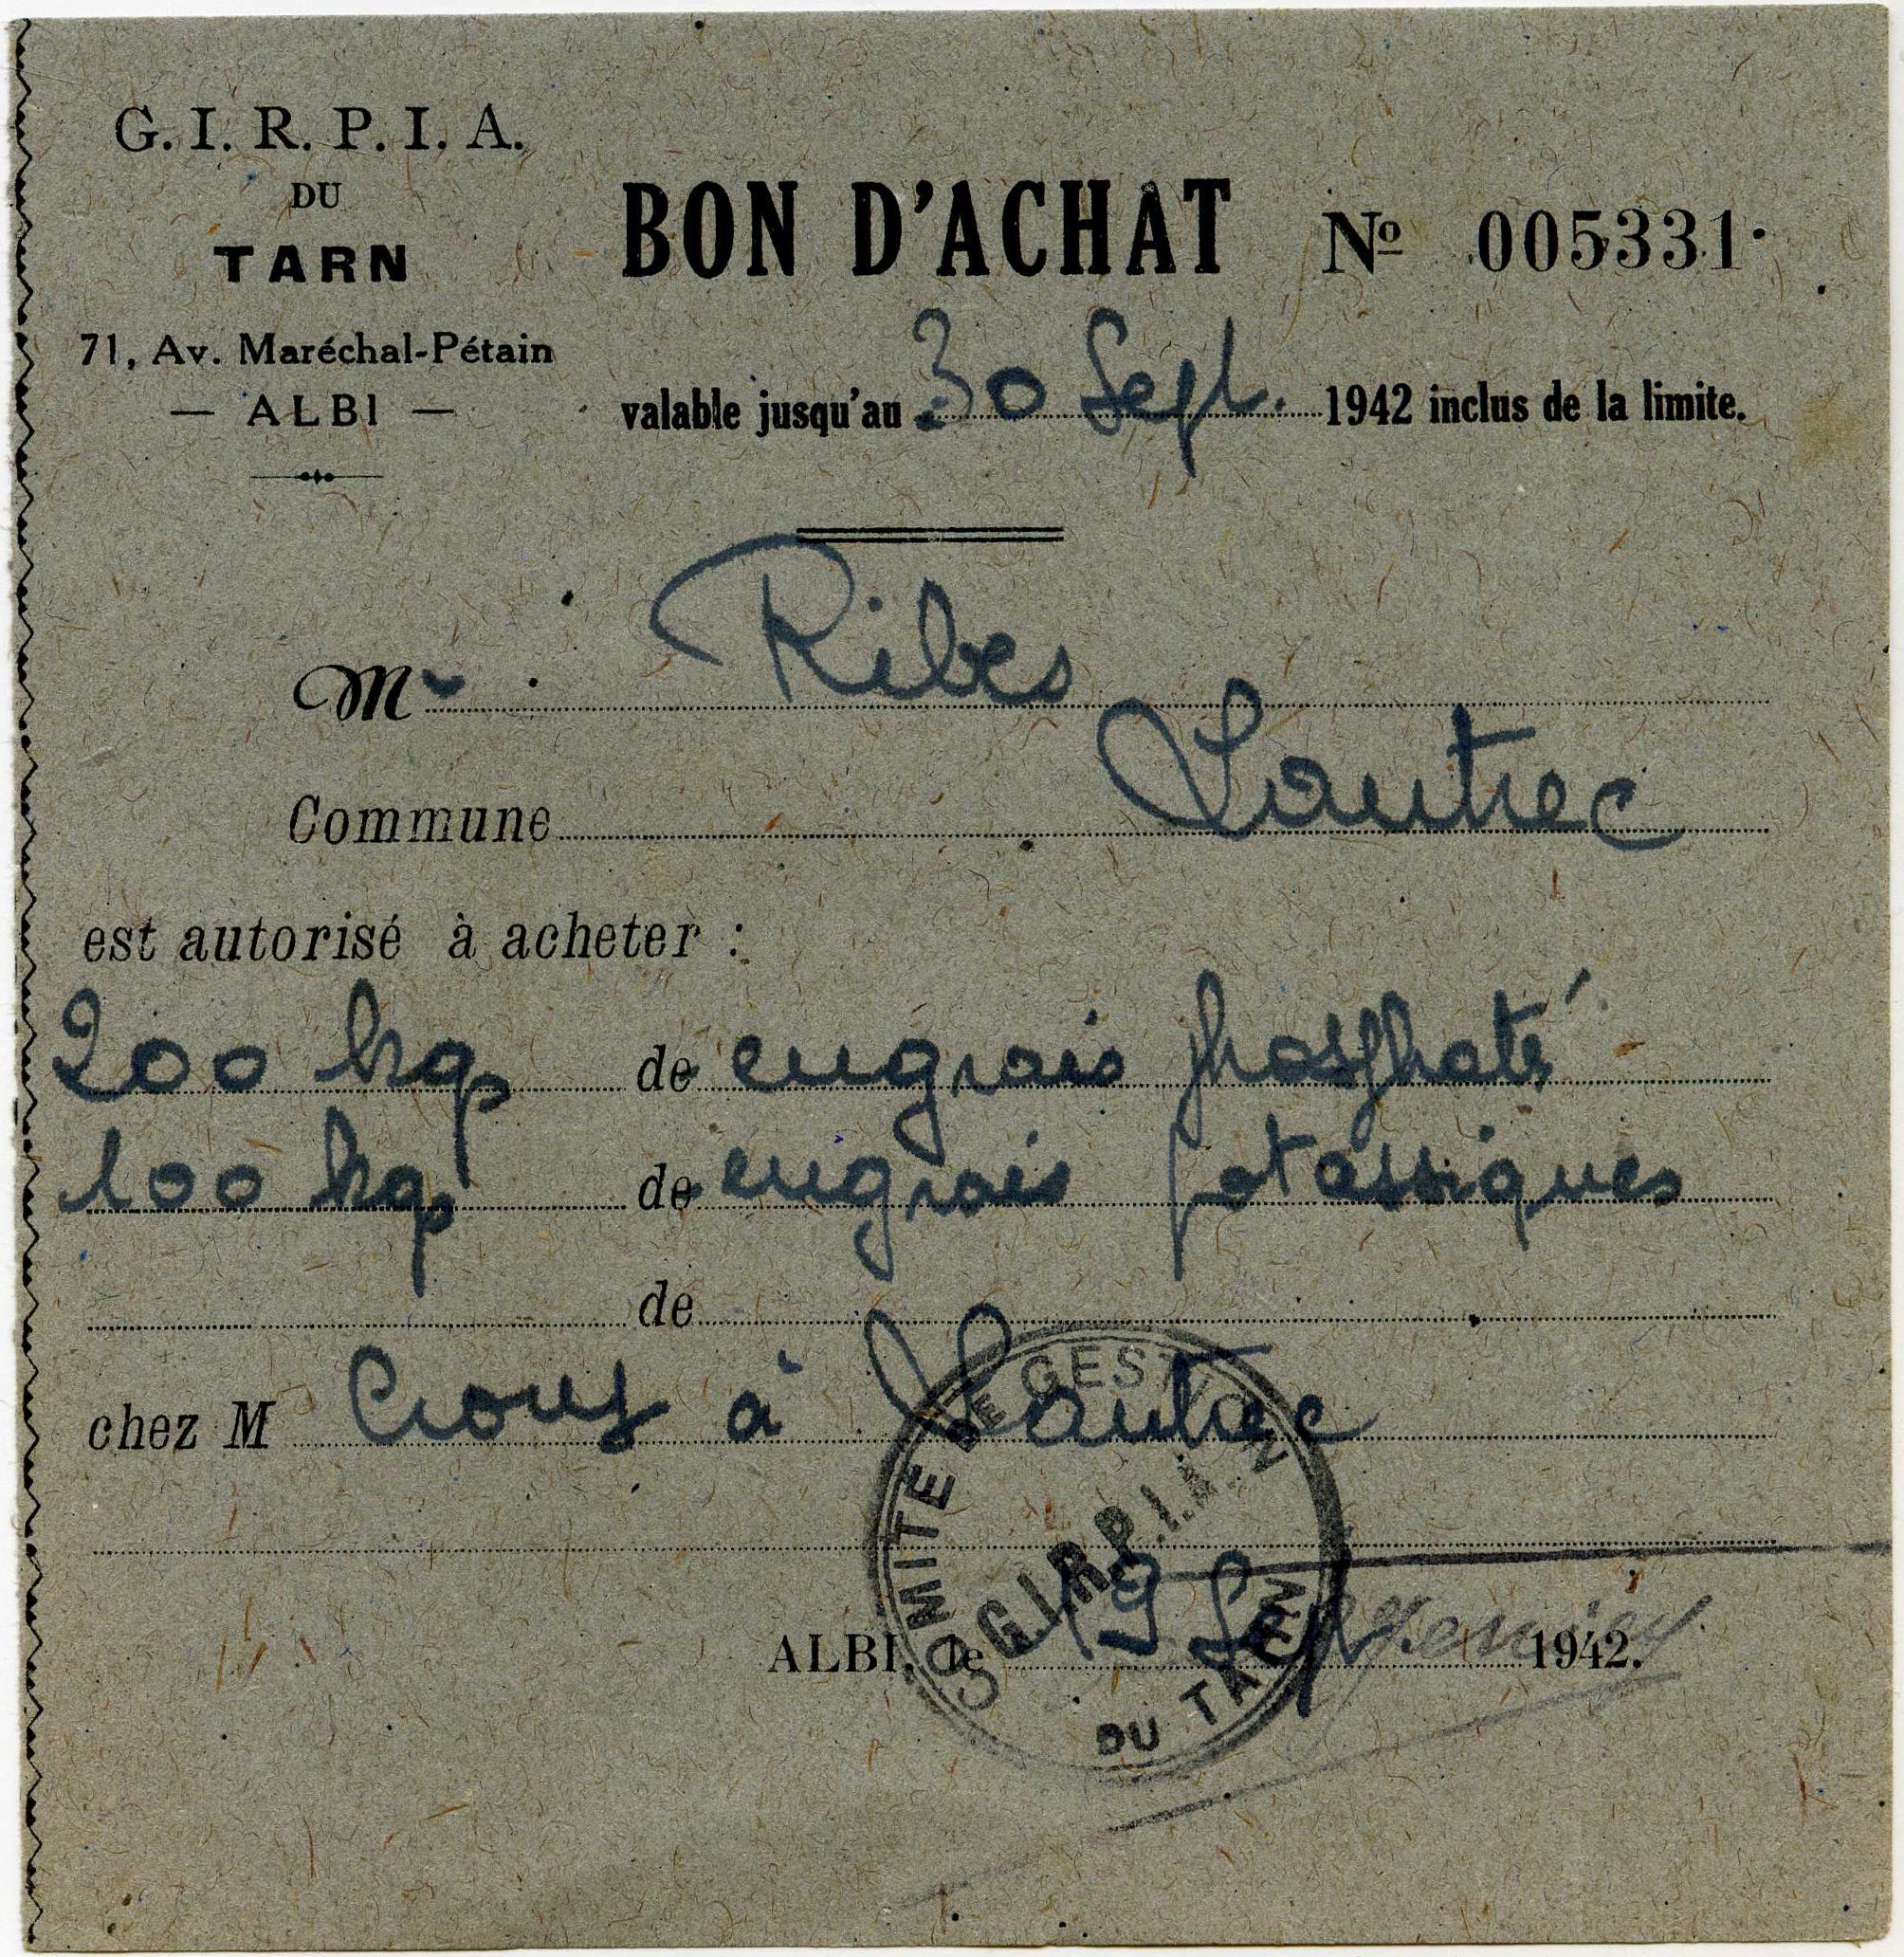 G. I. R. P. I. A.
DU
TARN
71, Av. Maréchal-Pétain
— ALBI —
BON D'ACHAT Nº 005331
valable jusqu'au 30 Sept. 1942 inclus de la limite.
Mr Ribes
Commune Lautrec
est autorisé à acheter :
200 kgs de engrais phosphaté
100 kgs de engrais potassiques
de
chez M Crouz à Lautrec
ALBI, le 19 Sept 1942.
COMITE DE GESTION
G.I.R.P.I.A.
DU TARN